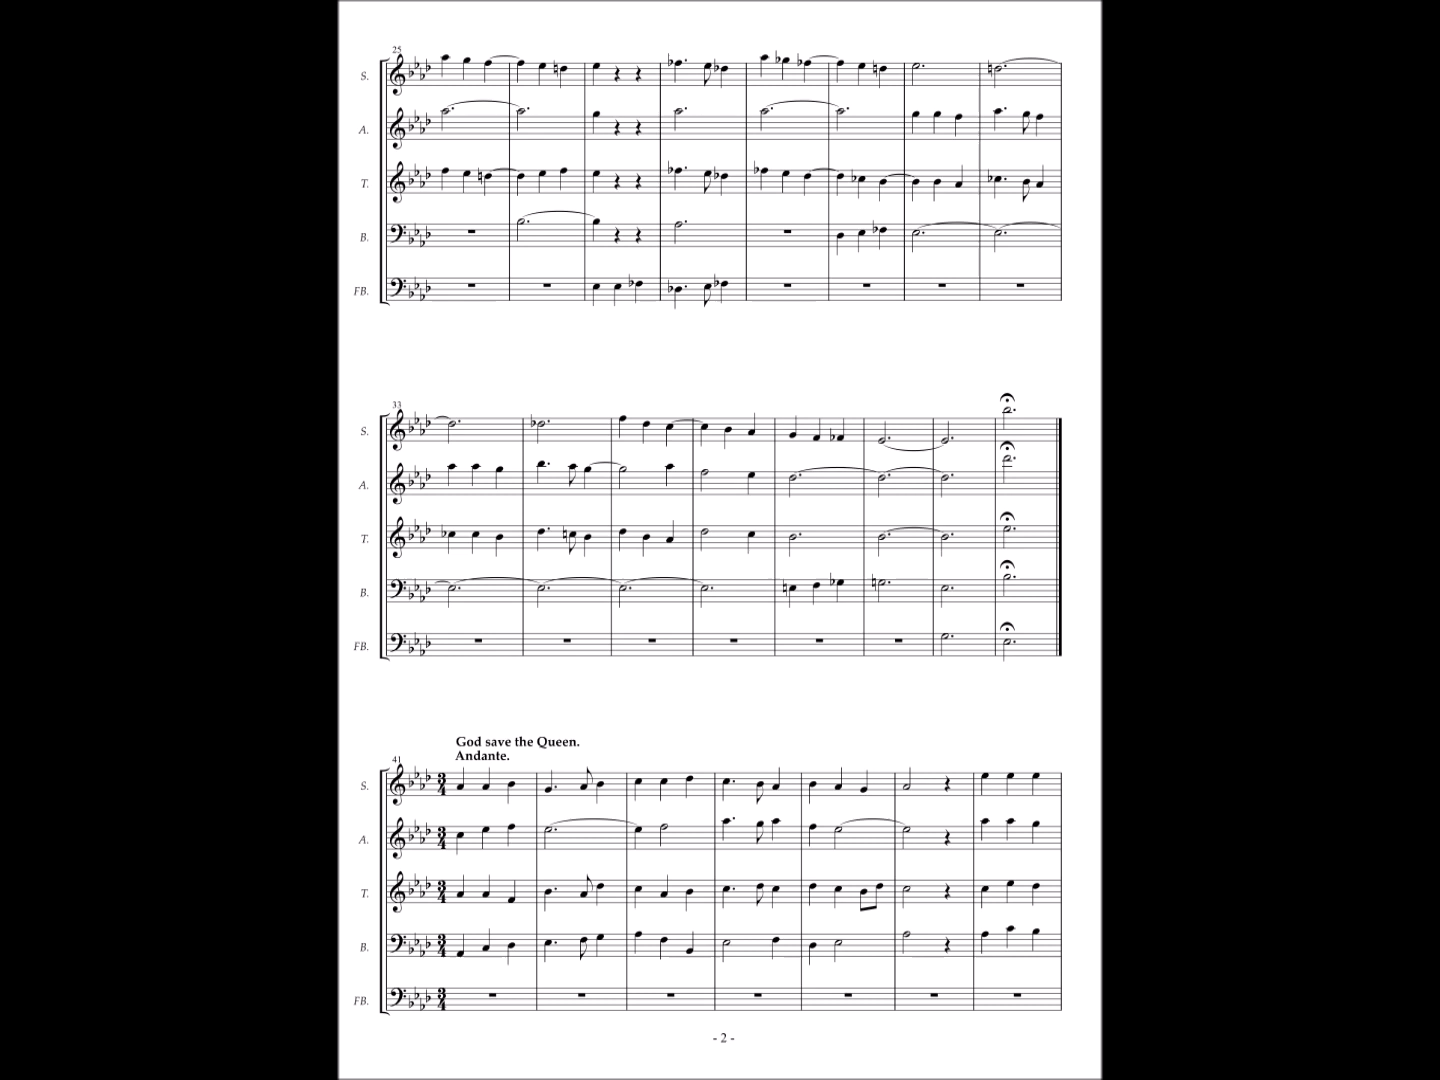 25
S.
A.
T.
B.
FB.
33
S.
A.
T.
B.
FB.
God save the Queen.
Andante.
41
S.
A.
T.
B.
FB.
- 2 -